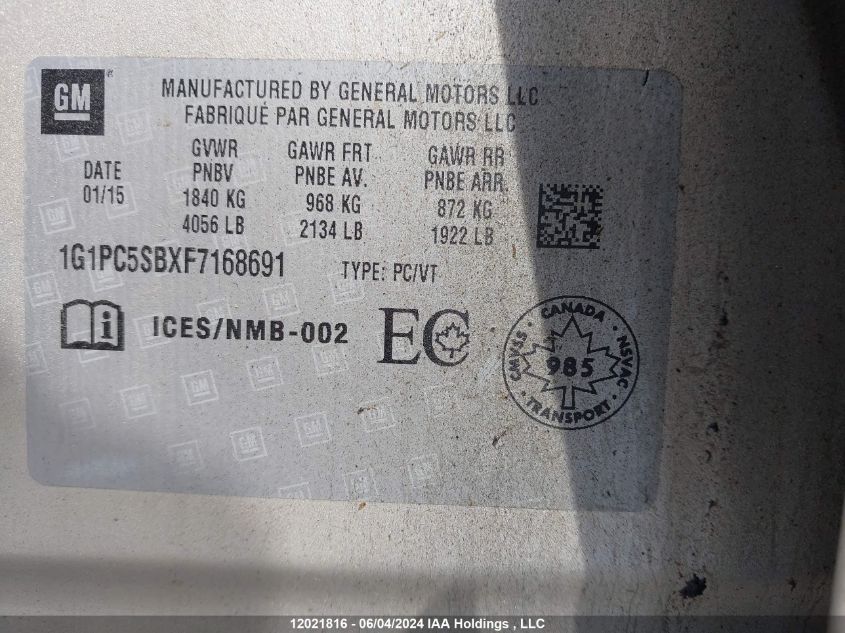 GM
MANUFACTURED BY GENERAL MOTORS LLC
FABRIQUÉ PAR GENERAL MOTORS LLC
DATE
01/15
GVWR
PNBV
1840 KG
4056 LB
GAWR FRT
PNBE AV.
968 KG
2134 LB
GAWR RR
PNBE ARR.
872 KG
1922 LB
1G1PC5SBXF7168691 TYPE: PC/VT
i ICES/NMB-002 EC
CANADA
CMVSS 985 NSVAC
TRANSPORT
12021816 - 06/04/2024 IAA Holdings , LLC